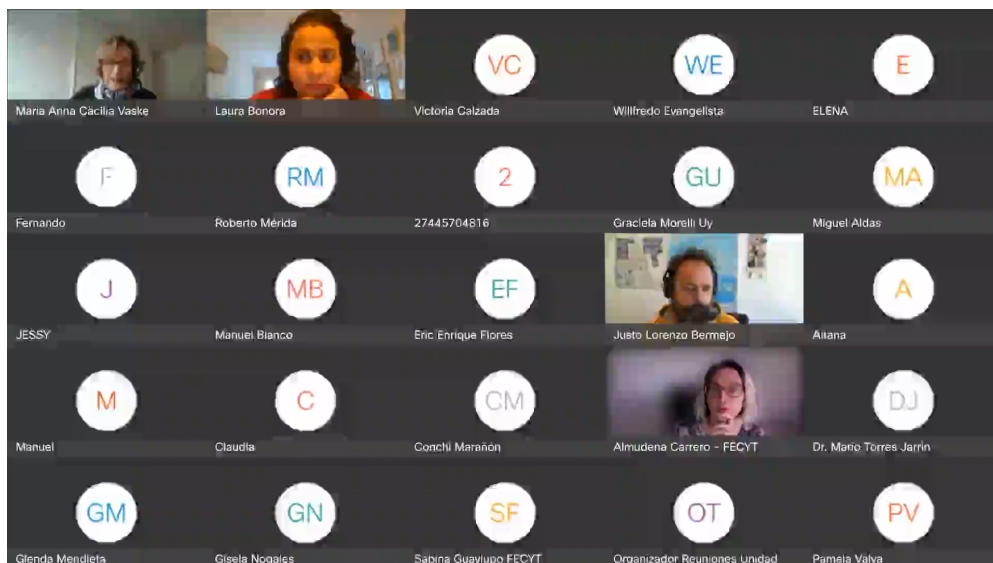 Maria Anna Cäcilia Vaske
Laura Bonora
VC
Victoria Calzada
WE
Willfredo Evangelista
E
ELENA
F
Fernando
RM
Roberto Mérida
2
27445704816
GU
Graciela Morelli Uy
MA
Miguel Aldas
J
JESSY
MB
Manuel Bianco
EF
Eric Enrique Flores
Justo Lorenzo Bermejo
A
Aitana
M
Manuel
C
Claudia
CM
Conchi Marañón
Almudena Carrero - FECYT
DJ
Dr. Mario Torres Jarrín
GM
Glenda Mendieta
GN
Gisela Nogales
SF
Sabina Guaylupo FECYT
OT
Organizador Reuniones Unidad
PV
Pamela Valva